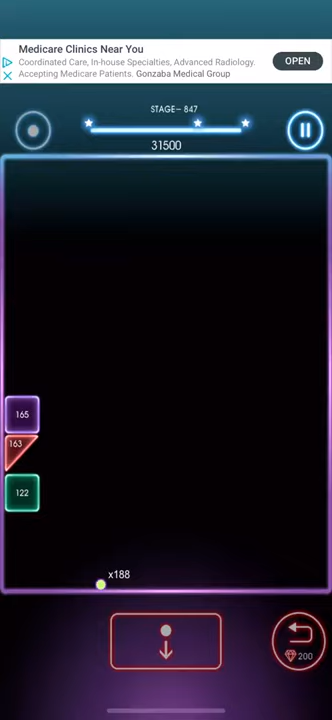 Medicare Clinics Near You
Coordinated Care, In-house Specialties, Advanced Radiology.
Accepting Medicare Patients. Gonzaba Medical Group
OPEN
STAGE- 847
31500
165
163
122
x188
200